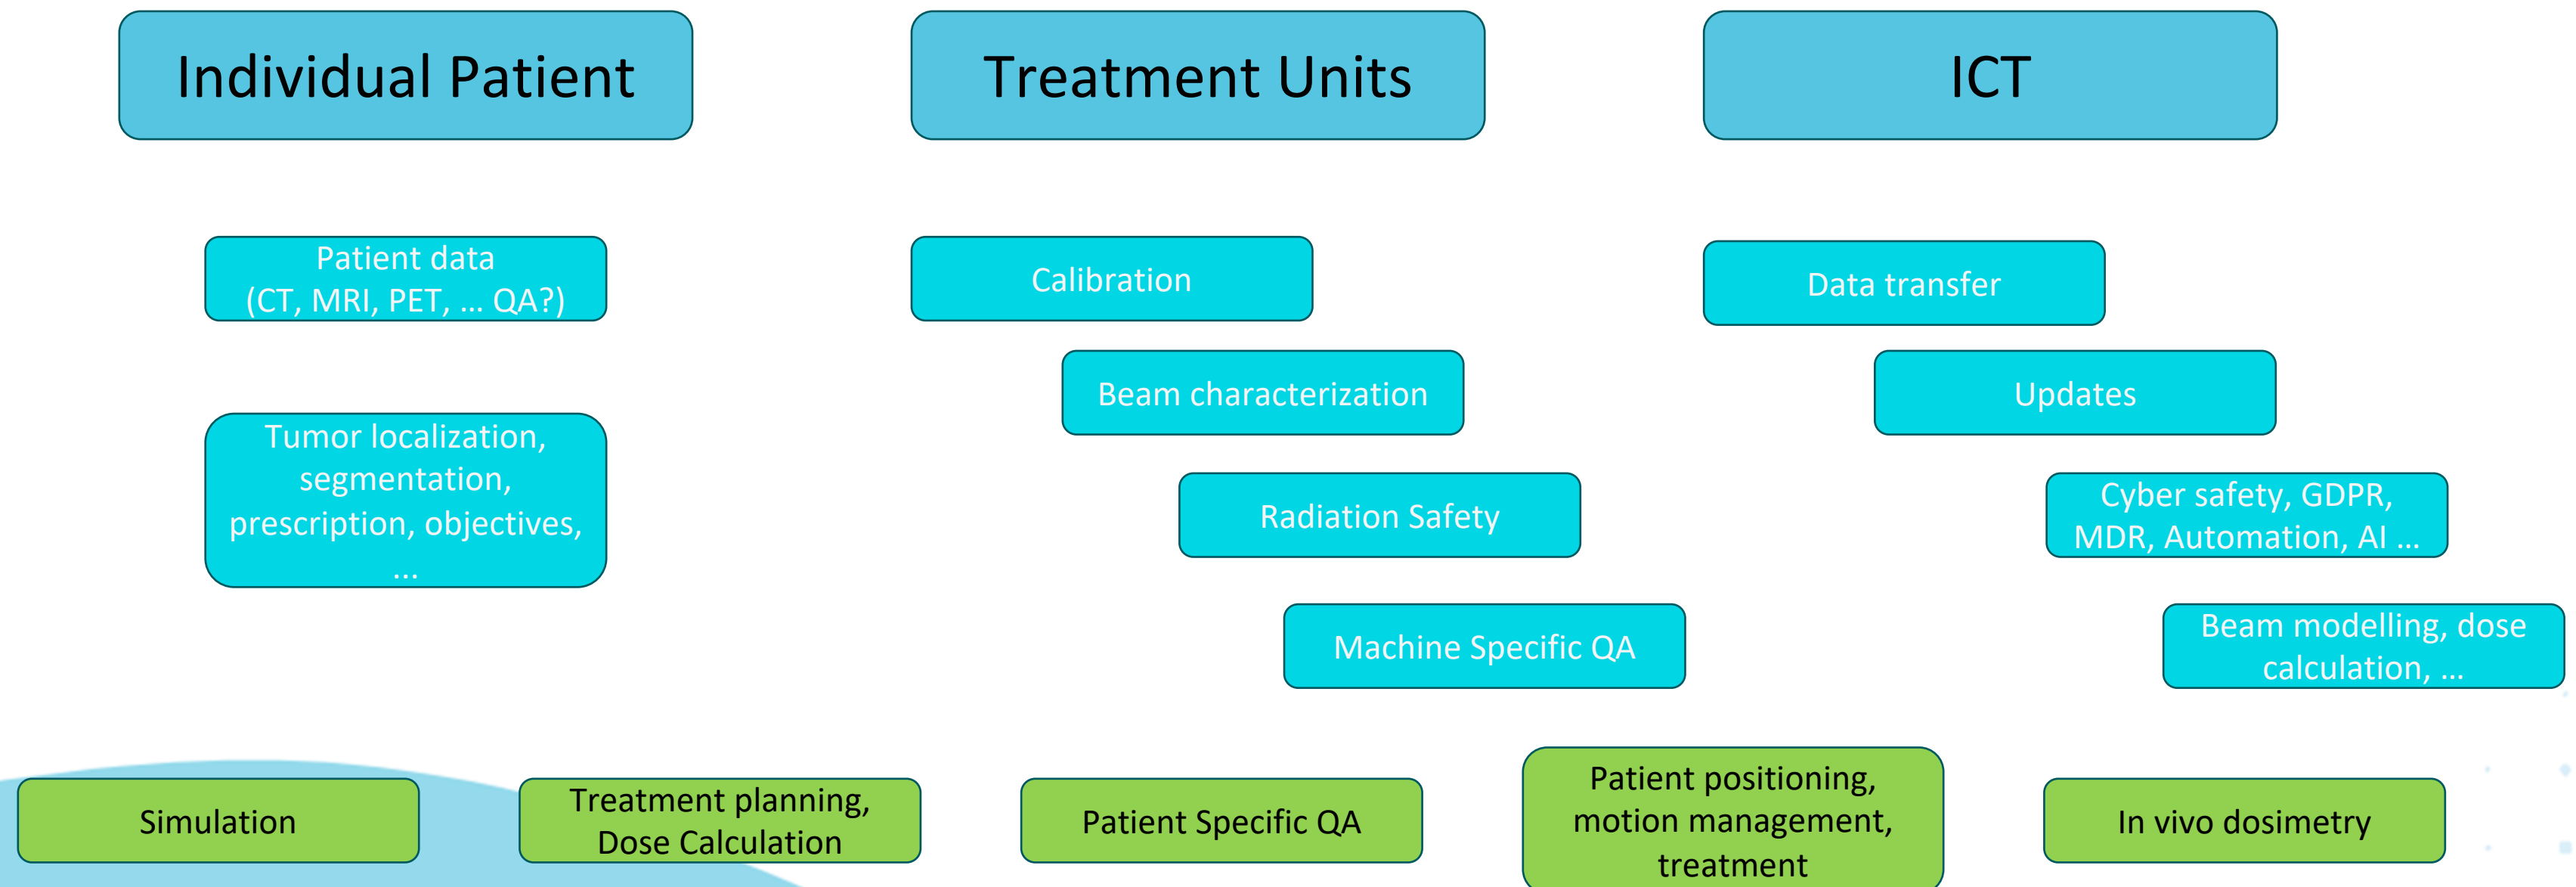 Individual Patient
Treatment Units
ICT
Patient data
(CT, MRI, PET, ... QA?)
Calibration
Data transfer
Beam characterization
Updates
Tumor localization,
segmentation,
prescription, objectives,
...
Radiation Safety
Cyber safety, GDPR,
MDR, Automation, AI ...
Machine Specific QA
Beam modelling, dose
calculation, ...
Simulation
Treatment planning,
Dose Calculation
Patient Specific QA
Patient positioning,
motion management,
treatment
In vivo dosimetry